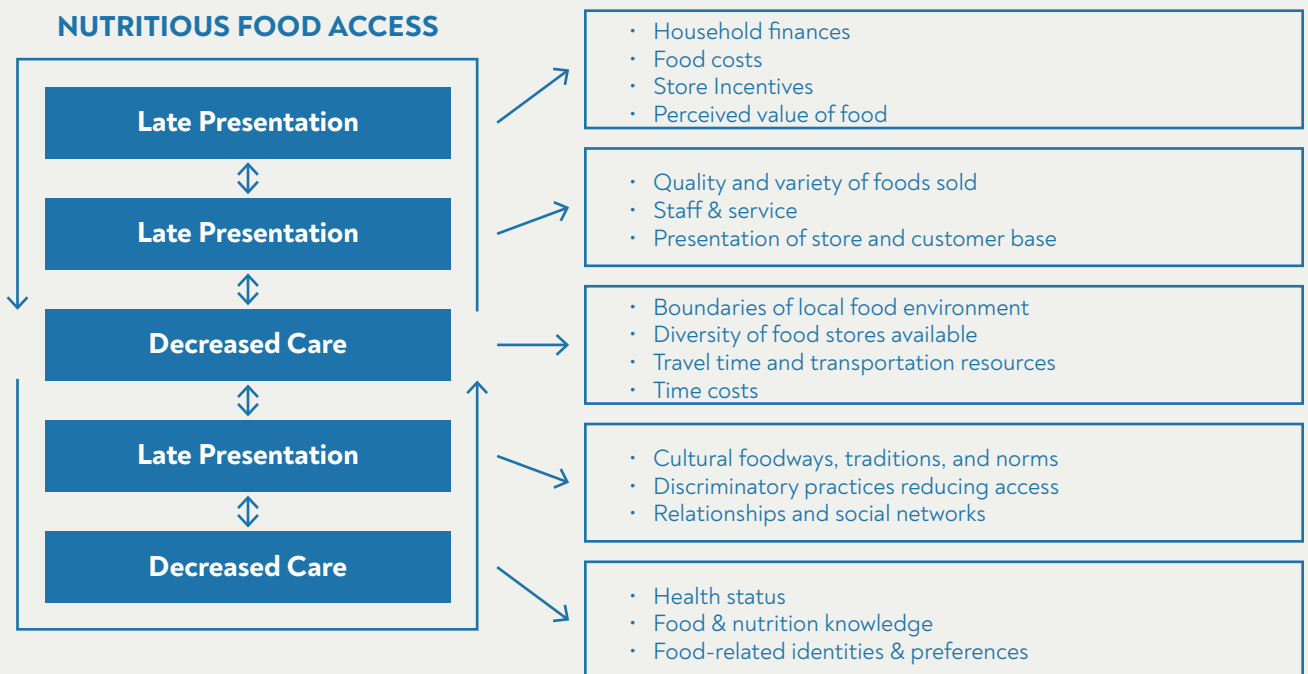 NUTRITIOUS FOOD ACCESS
Late Presentation
• Household finances
• Food costs
• Store Incentives
• Perceived value of food
Late Presentation
• Quality and variety of foods sold
• Staff & service
• Presentation of store and customer base
Decreased Care
• Boundaries of local food environment
• Diversity of food stores available
• Travel time and transportation resources
• Time costs
Late Presentation
• Cultural foodways, traditions, and norms
• Discriminatory practices reducing access
• Relationships and social networks
Decreased Care
• Health status
• Food & nutrition knowledge
• Food-related identities & preferences